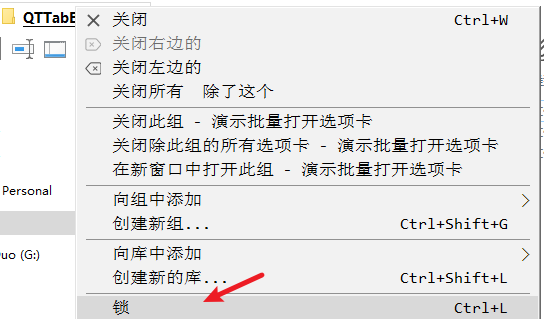 QTTabB
关闭 Ctrl+W
关闭右边的
关闭左边的
关闭所有 除了这个
关闭此组 - 演示批量打开选项卡
关闭除此组的所有选项卡 - 演示批量打开选项卡
在新窗口中打开此组 - 演示批量打开选项卡
Personal
向组中添加
创建新组... Ctrl+Shift+G
向库中添加
uo (G:)
创建新的库... Ctrl+Shift+L
锁 Ctrl+L